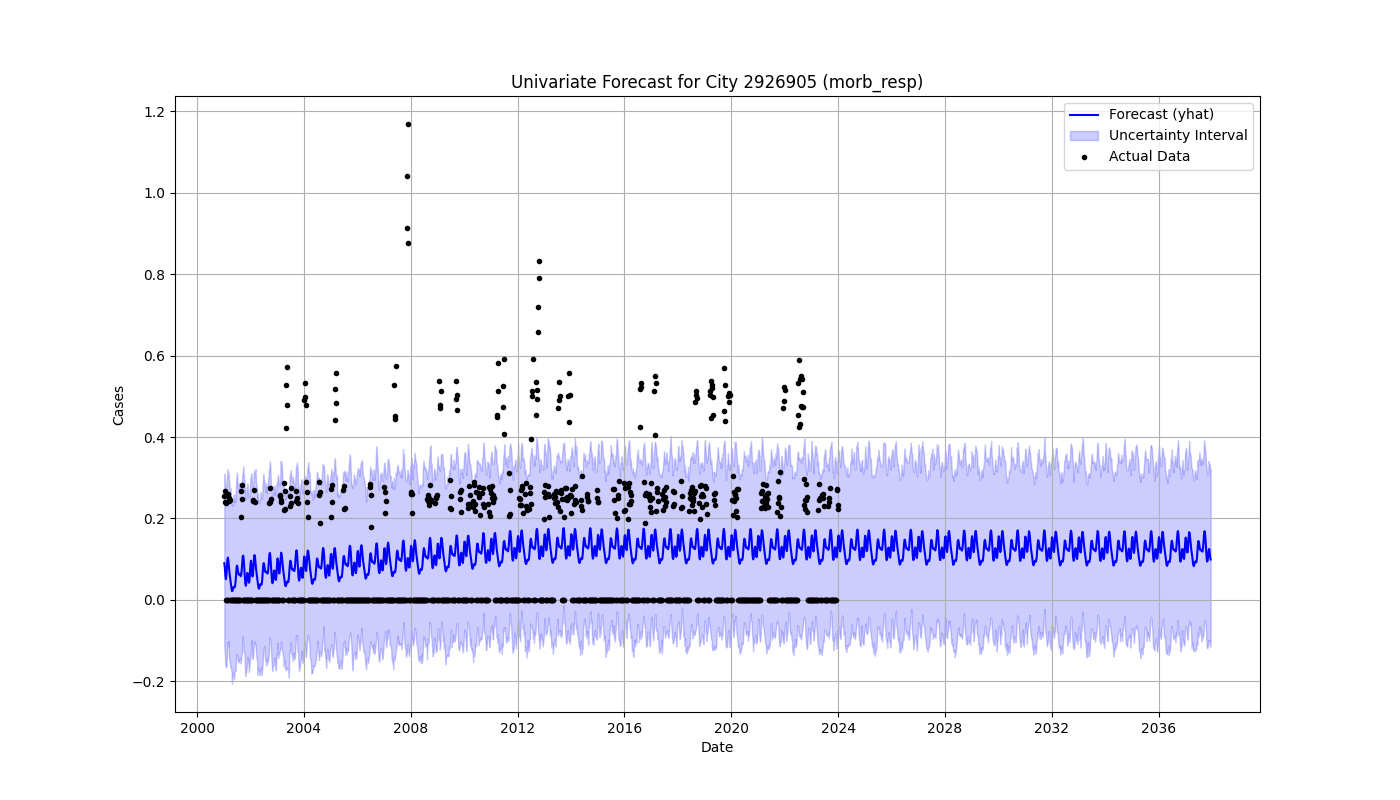 Univariate Forecast for City 2926905 (morb_resp)
Forecast (yhat)
Uncertainty Interval
Actual Data
Cases
1.2
1.0
0.8
0.6
0.4
0.2
0.0
−0.2
2000 2004 2008 2012 2016 2020 2024 2028 2032 2036
Date